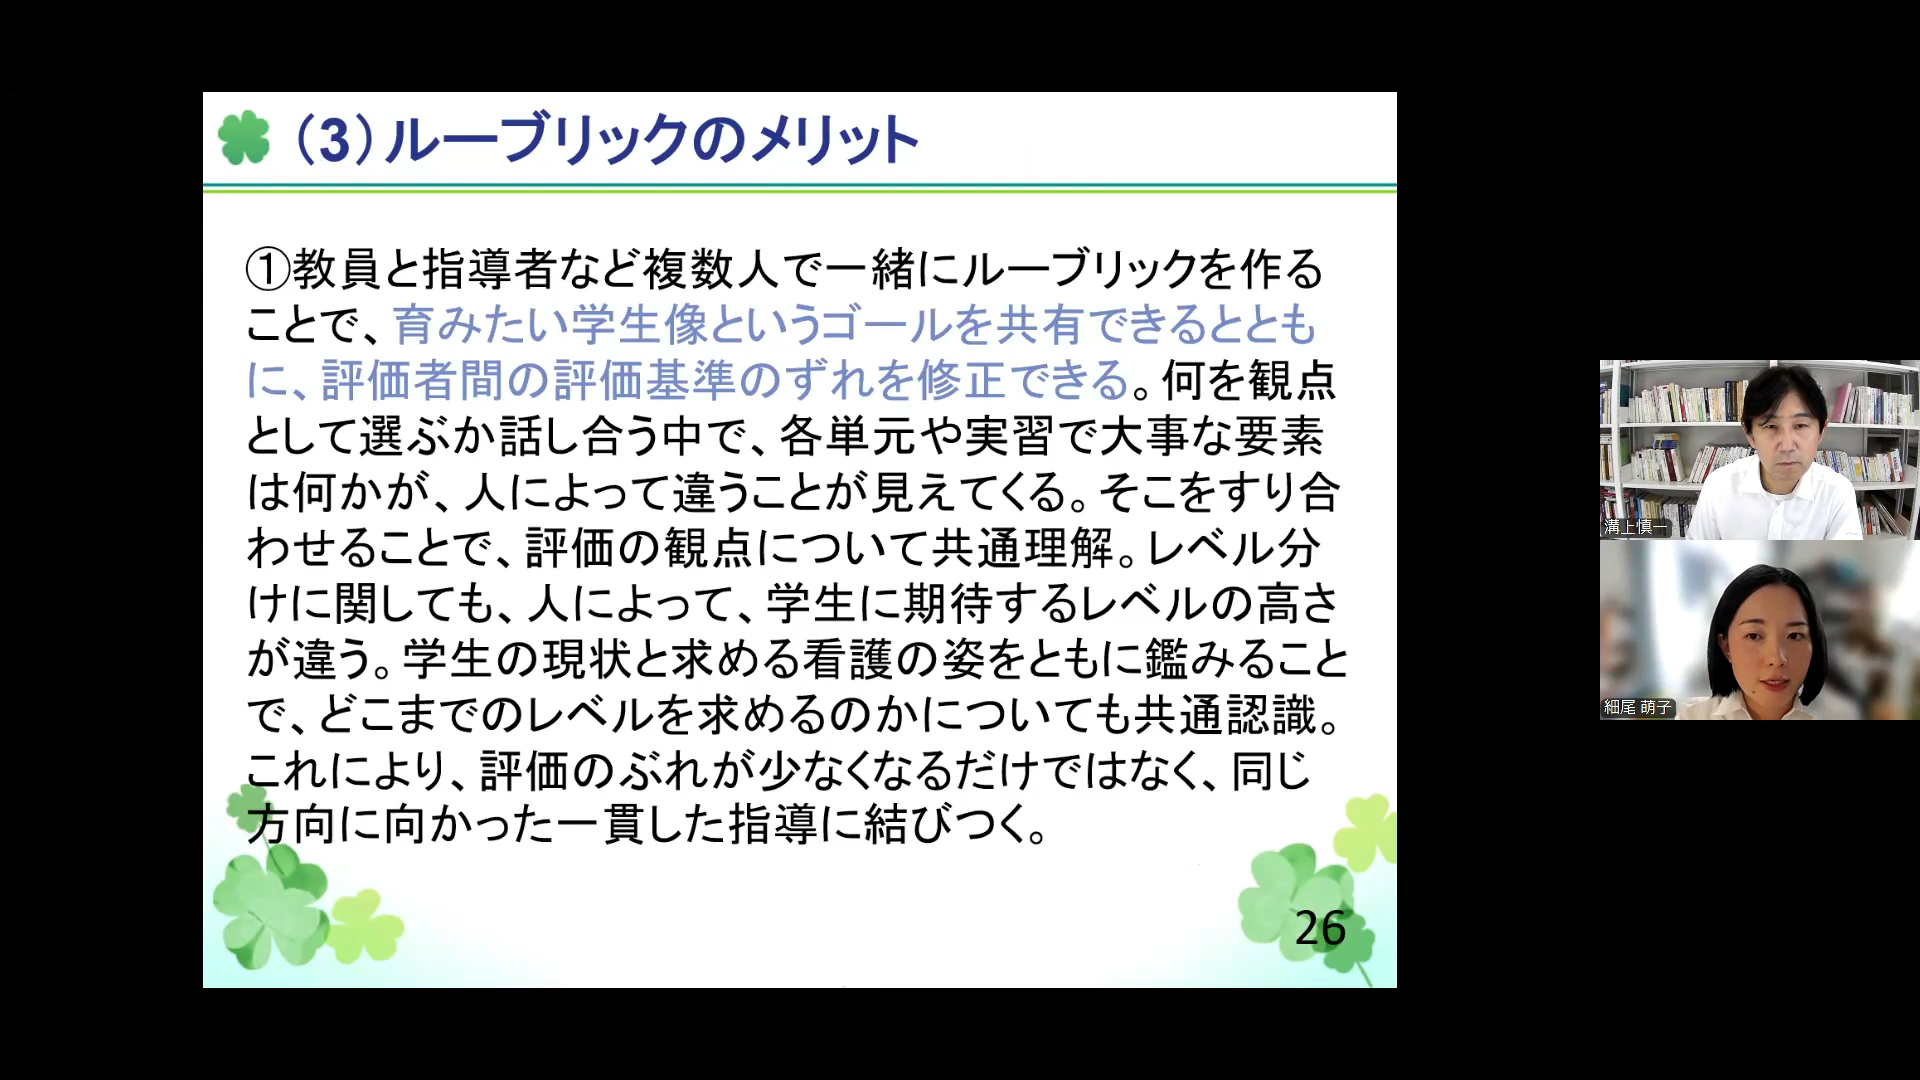 （3）ルーブリックのメリット
①教員と指導者など複数人で一緒にルーブリックを作る
ことで、育みたい学生像というゴールを共有できるととも
に、評価者間の評価基準のずれを修正できる。何を観点
として選ぶか話し合う中で、各単元や実習で大事な要素
は何かが、人によって違うことが見えてくる。そこをすり合
わせることで、評価の観点について共通理解。レベル分
けに関しても、人によって、学生に期待するレベルの高さ
が違う。学生の現状と求める看護の姿をともに鑑みること
で、どこまでのレベルを求めるのかについても共通認識。
これにより、評価のぶれが少なくなるだけではなく、同じ
方向に向かった一貫した指導に結びつく。
26
溝上慎一
細尾 萌子